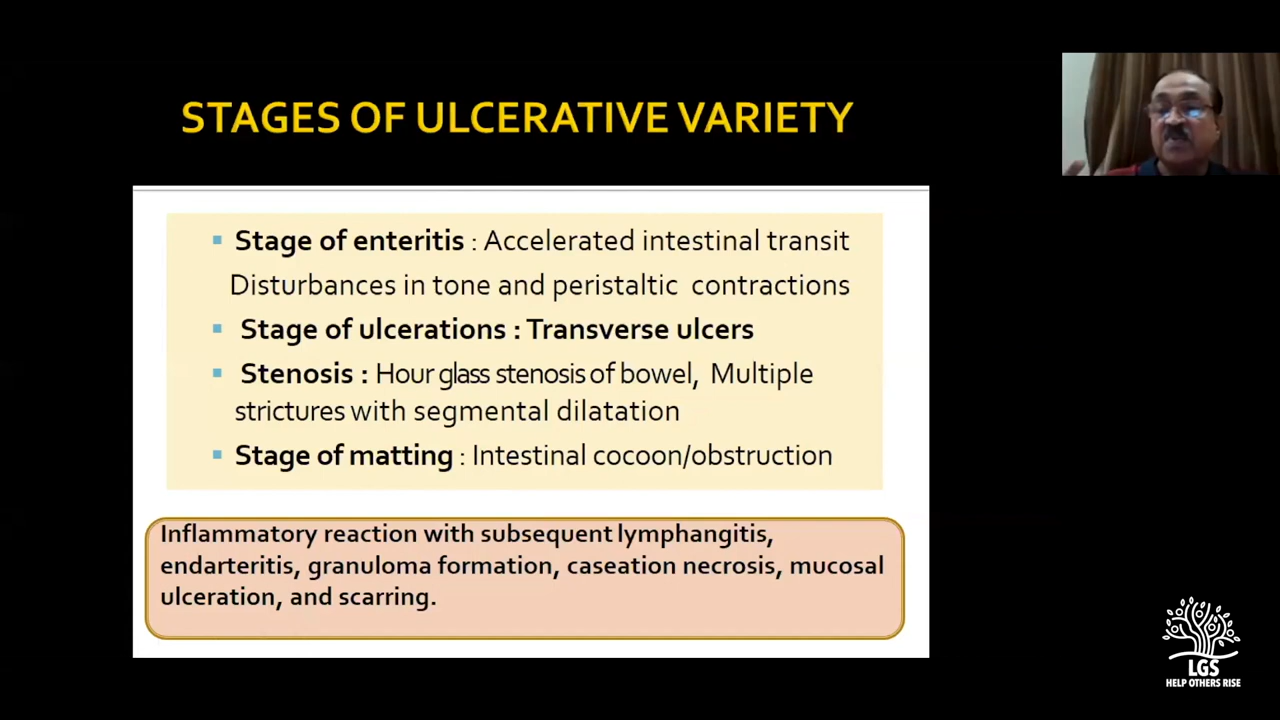 STAGES OF ULCERATIVE VARIETY
▪ Stage of enteritis : Accelerated intestinal transit
Disturbances in tone and peristaltic contractions
▪ Stage of ulcerations : Transverse ulcers
▪ Stenosis : Hour glass stenosis of bowel, Multiple
strictures with segmental dilatation
▪ Stage of matting : Intestinal cocoon/obstruction
Inflammatory reaction with subsequent lymphangitis,
endarteritis, granuloma formation, caseation necrosis, mucosal
ulceration, and scarring.
LGS
HELP OTHERS RISE